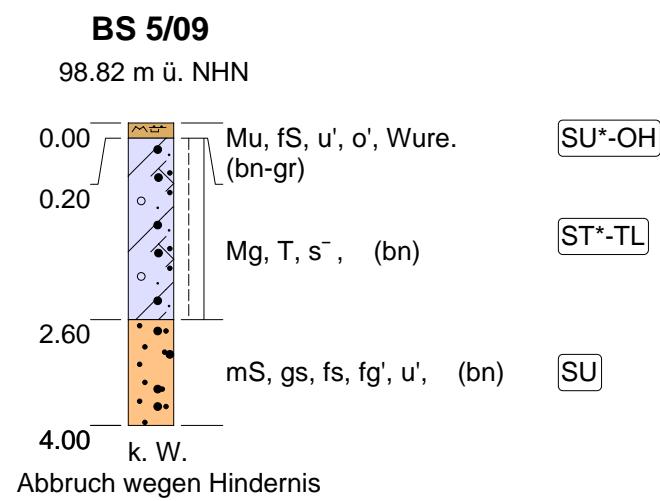 BS 5/09
98.82 m ü. NHN
0.00
Mu, fS, u', o', Wure.
(bn-gr)
SU*-OH
0.20
Mg, T, s¯, (bn)
ST*-TL
2.60
mS, gs, fs, fg', u', (bn)
SU
4.00
k. W.
Abbruch wegen Hindernis